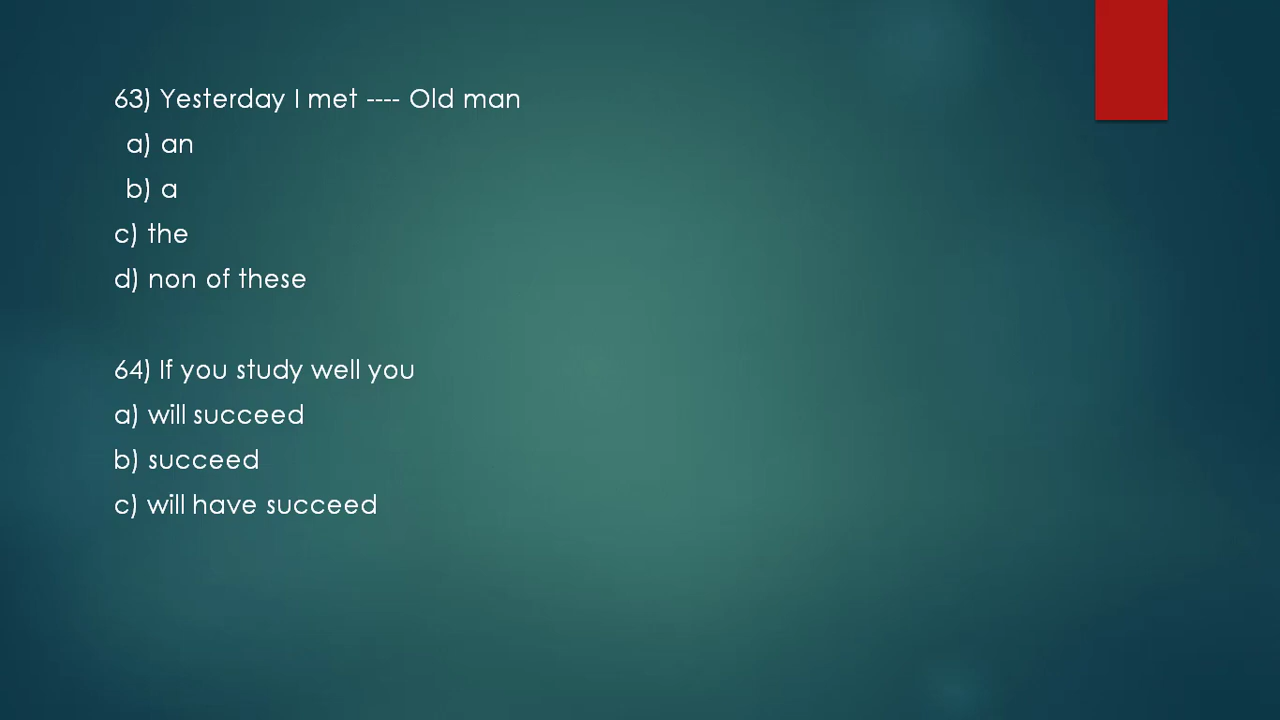 63) Yesterday I met ---- Old man
a) an
b) a
c) the
d) non of these
64) If you study well you
a) will succeed
b) succeed
c) will have succeed